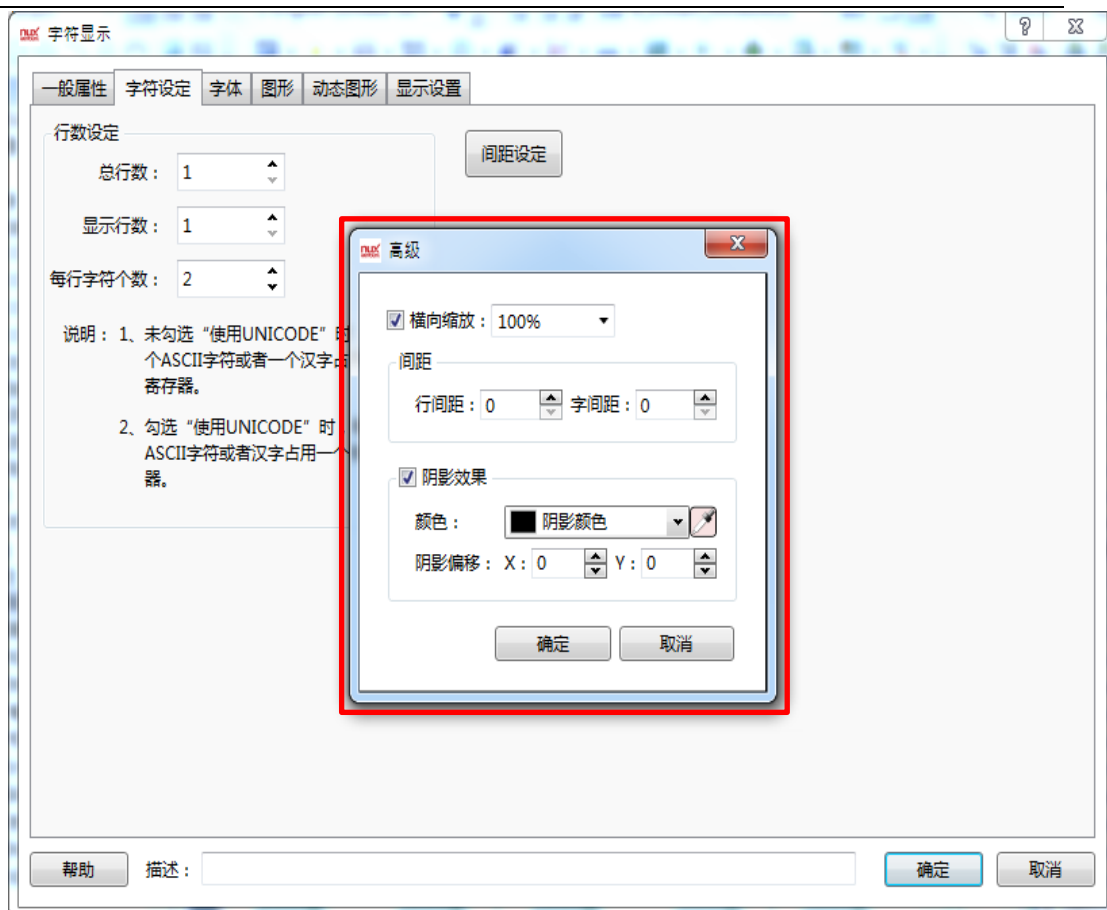 nux 字符显示
一般属性 字符设定 字体 图形 动态图形 显示设置
行数设定
总行数： 1
显示行数： 1
每行字符个数： 2
说明： 1、未勾选“使用UNICODE”时
个ASCII字符或者一个汉字占
寄存器。
2、勾选“使用UNICODE”时，
ASCII字符或者汉字占用一个
器。
间距设定
nux 高级
横向缩放： 100%
间距
行间距： 0 字间距： 0
阴影效果
颜色： 阴影颜色
阴影偏移： X： 0 Y： 0
确定 取消
帮助 描述： 确定 取消